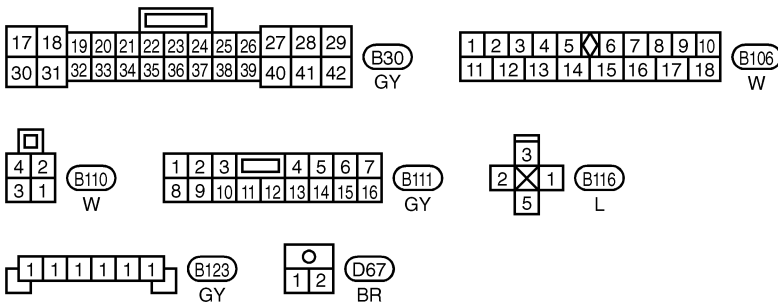 17 18 19 20 21 22 23 24 25 26 27 28 29
30 31 32 33 34 35 36 37 38 39 40 41 42
B30
GY
1 2 3 4 5 6 7 8 9 10
11 12 13 14 15 16 17 18
B106
W
4 2
3 1
B110
W
1 2 3 4 5 6 7
8 9 10 11 12 13 14 15 16
B111
GY
3
2 1
5
B116
L
1 1 1 1 1 1
B123
GY
1 2
D67
BR